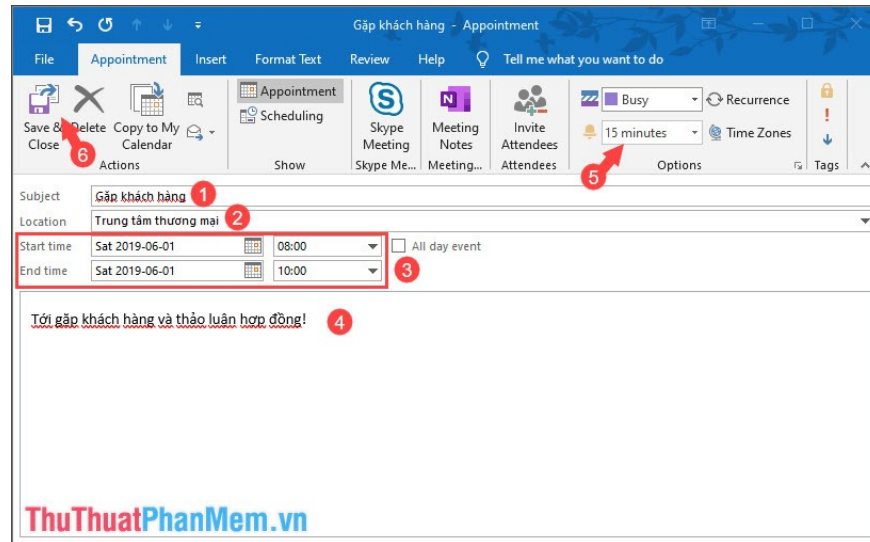 Gặp khách hàng - Appointment
File Appointment Insert Format Text Review Help Tell me what you want to do
Save & Close
Delete
Copy to My Calendar
Actions
Appointment
Scheduling
Show
Skype Meeting
Skype Me...
N
Meeting Notes
Meeting...
Invite Attendees
Attendees
Busy
Recurrence
15 minutes
Time Zones
Options
Tags
6
5
Subject Gặp khách hàng 1
Location Trung tâm thương mại 2
Start time Sat 2019-06-01 08:00 All day event
End time Sat 2019-06-01 10:00 3
Tới gặp khách hàng và thảo luận hợp đồng! 4
ThuThuatPhanMem.vn